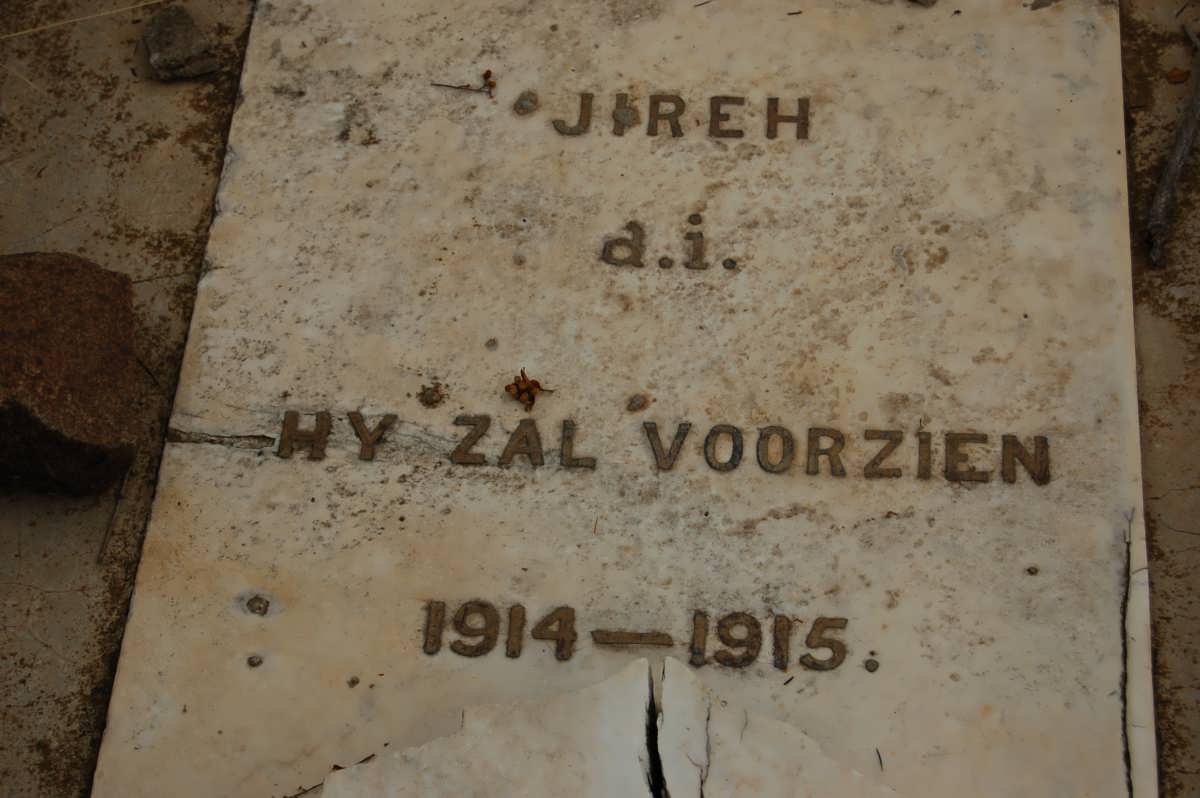 JIREH
d.i.
HY ZAL VOORZIEN
1914—1915.